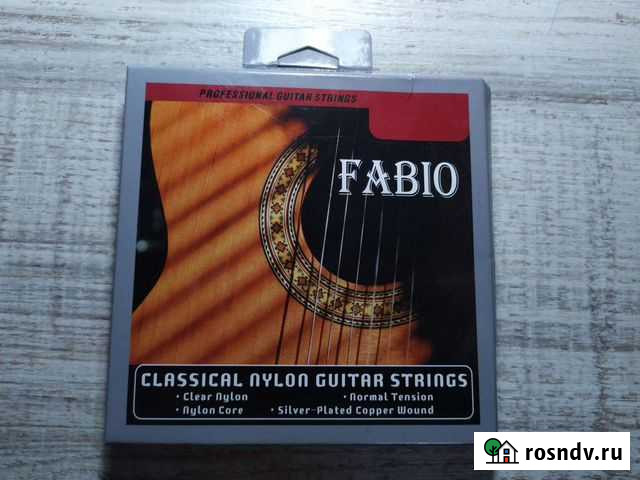 PROFESSIONAL GUITAR STRINGS
FABIO
CLASSICAL NYLON GUITAR STRINGS
• Clear Nylon • Normal Tension
• Nylon Core • Silver-Plated Copper Wound
rosndv.ru